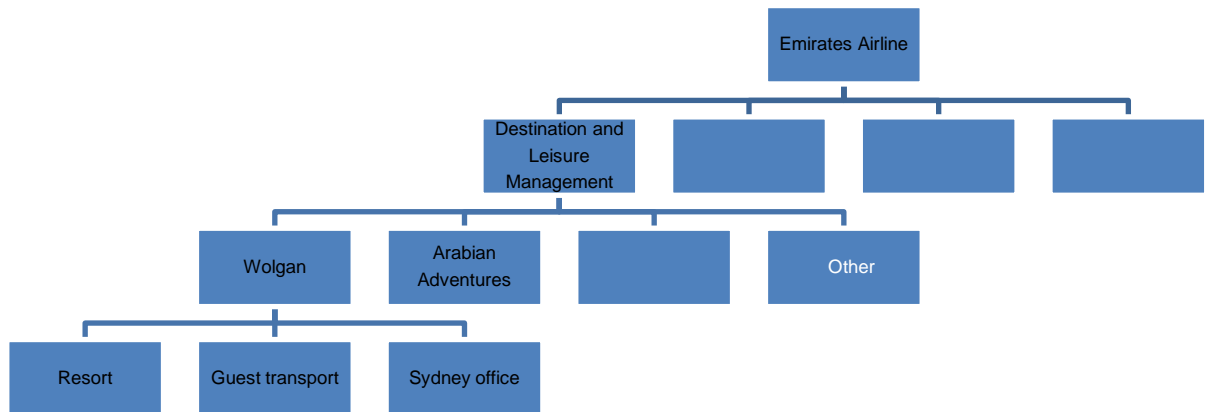 Emirates Airline
Destination and
Leisure
Management
Wolgan
Arabian
Adventures
Other
Resort
Guest transport
Sydney office